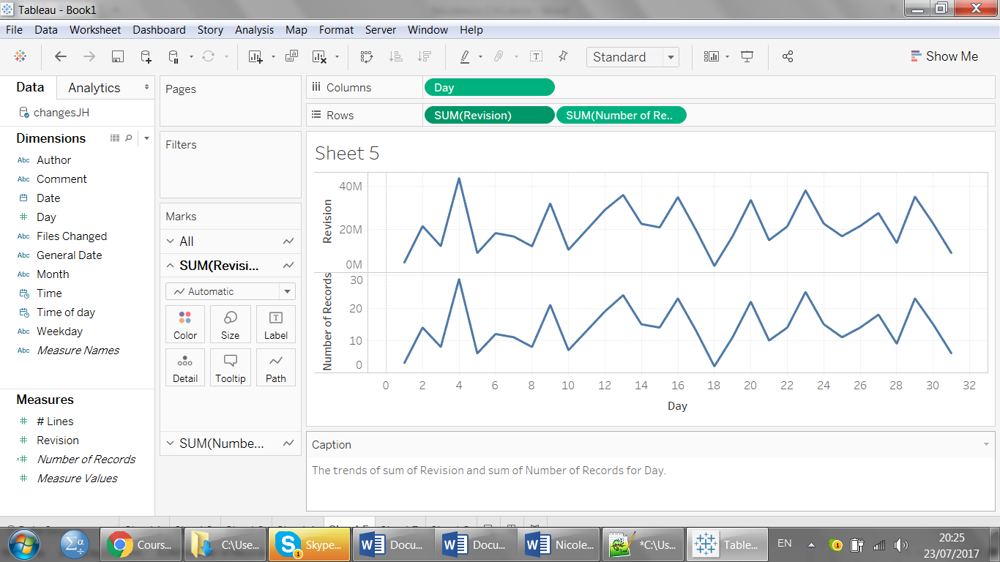 Tableau - Book1
File Data Worksheet Dashboard Story Analysis Map Format Server Window Help
Standard
Show Me
Data Analytics
changesJH
Dimensions
Abc Author
Abc Comment
Date
# Day
Abc Files Changed
Abc General Date
Abc Month
Time
Time of day
Abc Weekday
Abc Measure Names
Measures
# # Lines
# Revision
=# Number of Records
# Measure Values
Pages
Filters
Marks
All
SUM(Revisi...
Automatic
Color Size Label
Detail Tooltip Path
SUM(Numbe...
Columns Day
Rows SUM(Revision) SUM(Number of Re..
Sheet 5
Revision
40M
20M
0M
Number of Records
30
20
10
0
0 2 4 6 8 10 12 14 16 18 20 22 24 26 28 30 32
Day
Caption
The trends of sum of Revision and sum of Number of Records for Day.
Σα
Cours... C:\Use... Skype... Docu... Docu... Nicole... *C:\Us... Table...
1
EN
1
20:25
23/07/2017